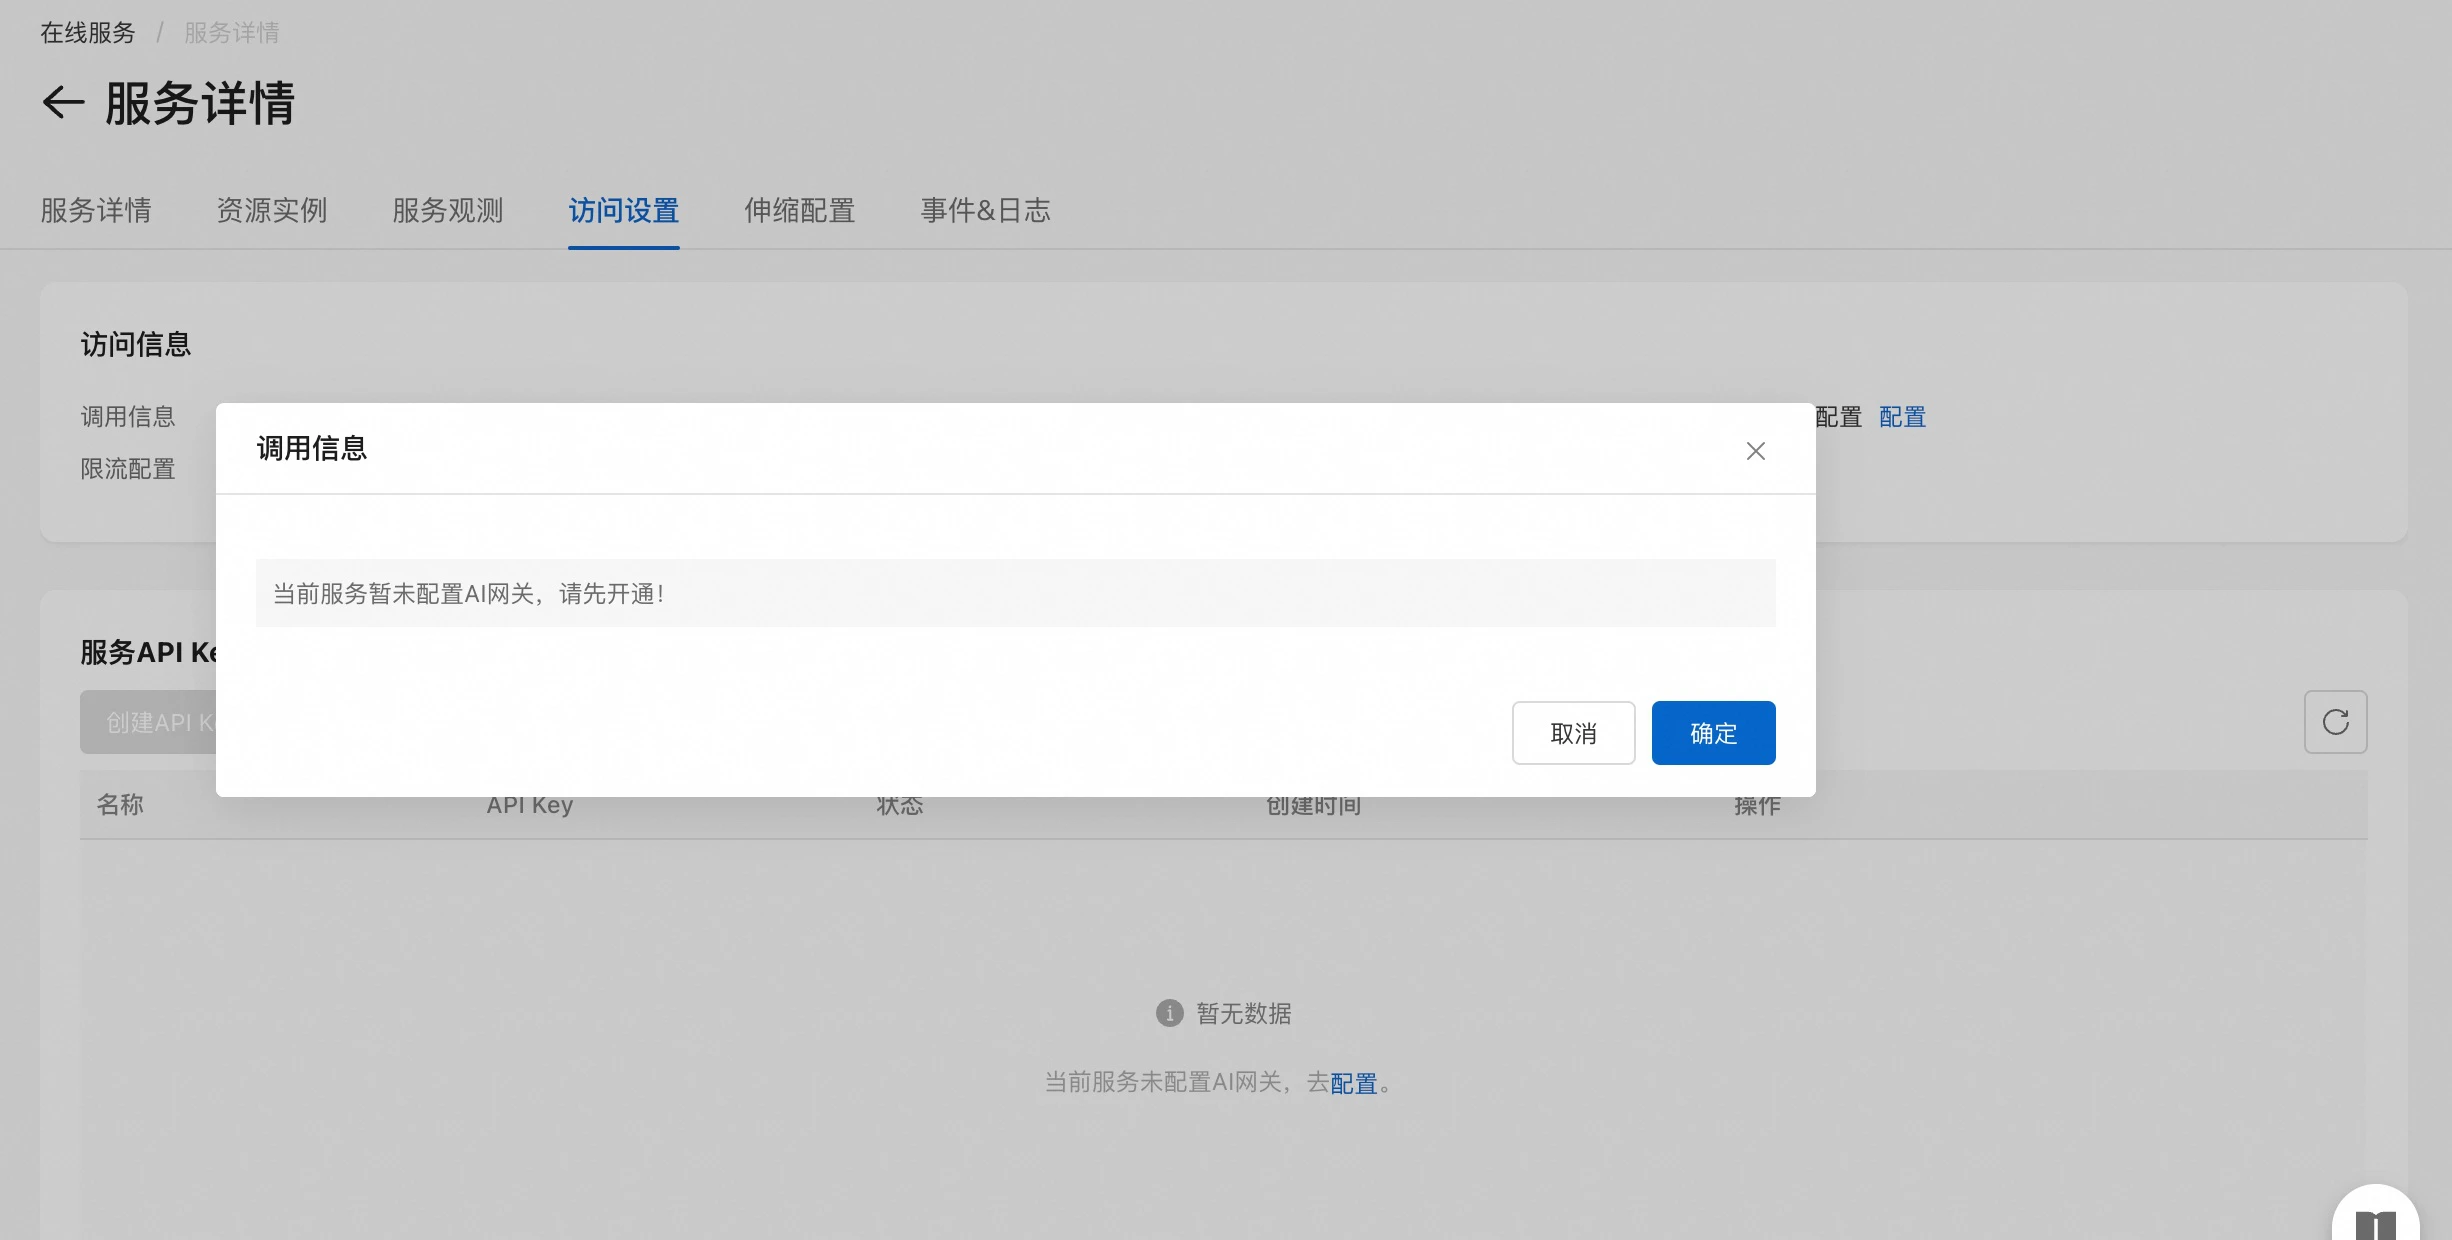 在线服务 / 服务详情
服务详情
服务详情 资源实例 服务观测 访问设置 伸缩配置 事件&日志
访问信息
调用信息 配置 配置
限流配置
调用信息
当前服务暂未配置AI网关，请先开通！
取消 确定
服务API Ke
创建API K
名称 API Key 状态 创建时间 操作
暂无数据
当前服务未配置AI网关，去配置。